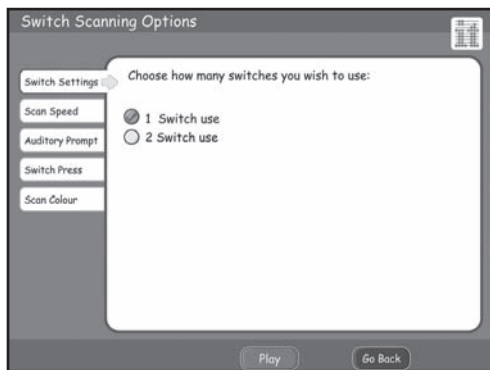 Switch Scanning Options
Switch Settings
Choose how many switches you wish to use:
Scan Speed
1 Switch use
Auditory Prompt
2 Switch use
Switch Press
Scan Colour
Play
Go Back